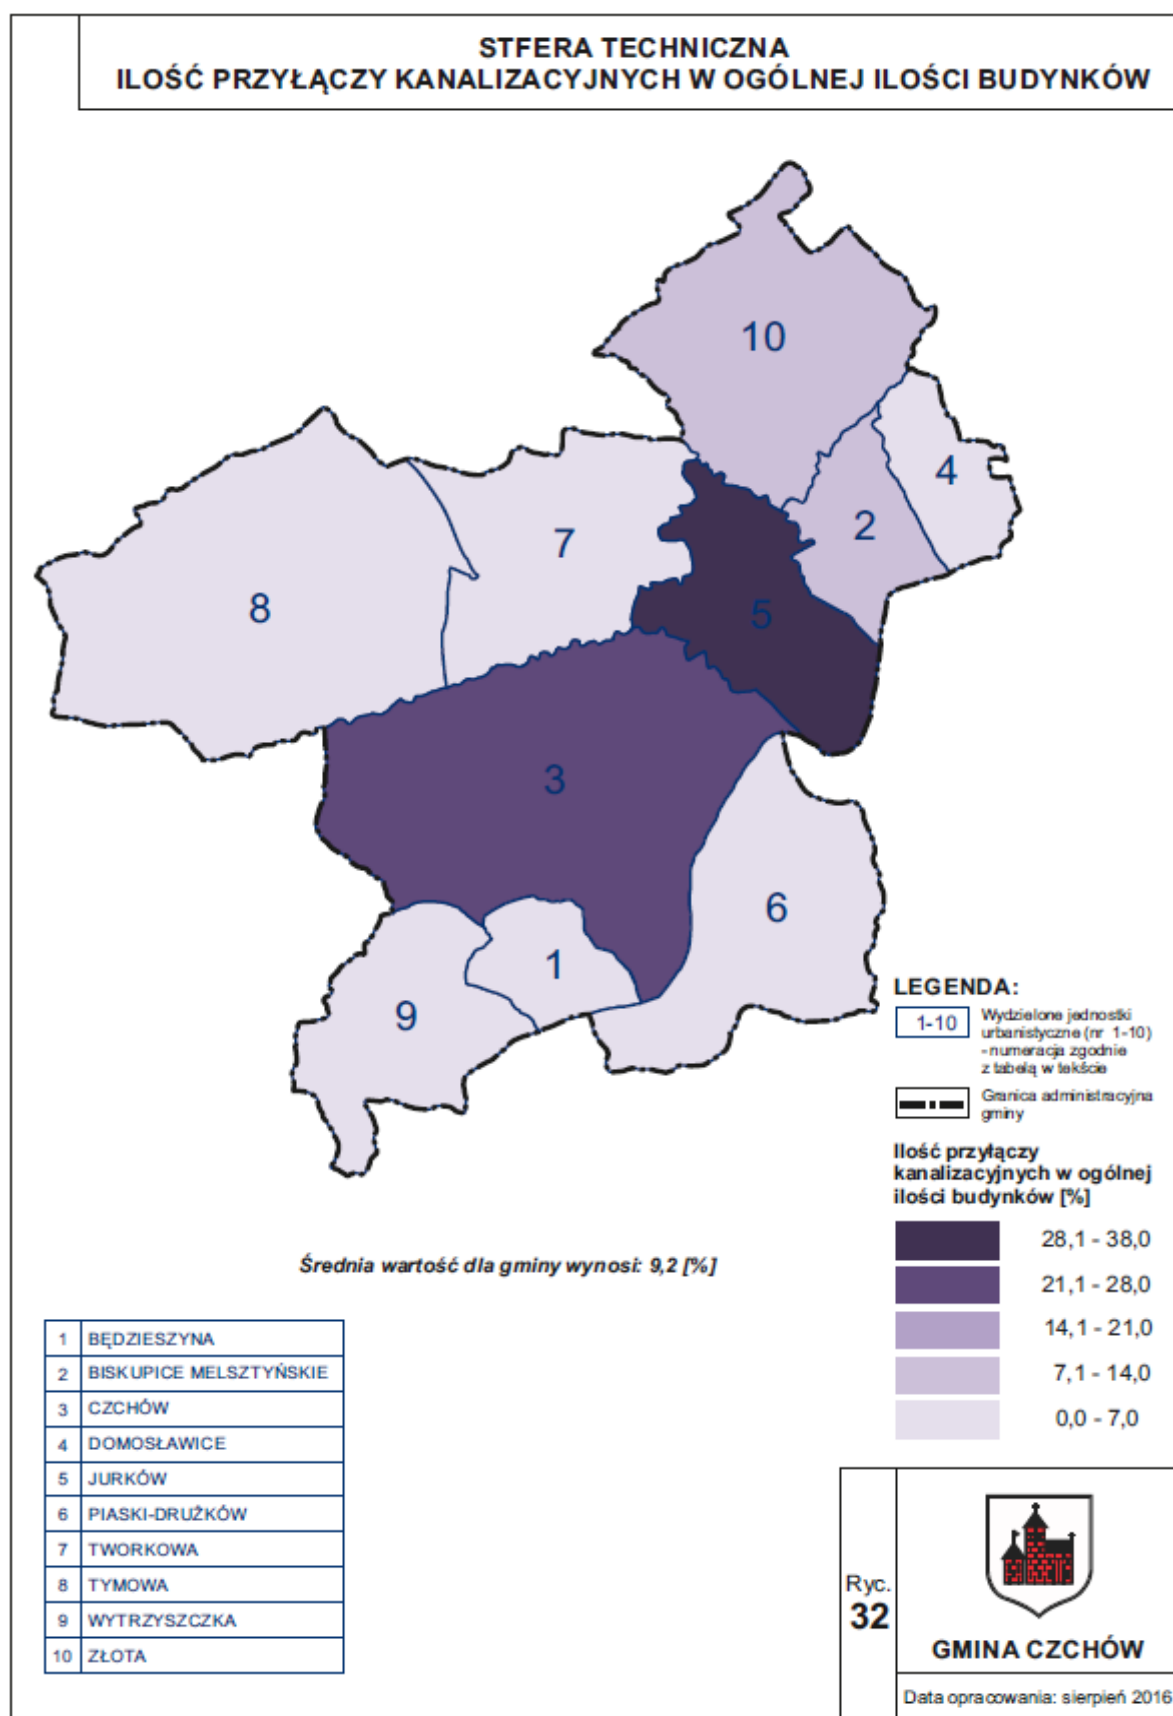 STFERA TECHNICZNA
ILOŚĆ PRZYŁĄCZY KANALIZACYJNYCH W OGÓLNEJ ILOŚCI BUDYNKÓW
10
4
2
7
8
5
3
6
1
9
LEGENDA:
1-10
Wydzielone jednostki
urbanistyczne (nr 1-10)
- numeracja zgodnie
z tabelą w tekście
Granica administracyjna
gminy
Ilość przyłączy
kanalizacyjnych w ogólnej
ilości budynków [%]
28,1 - 38,0
21,1 - 28,0
14,1 - 21,0
7,1 - 14,0
0,0 - 7,0
Średnia wartość dla gminy wynosi: 9,2 [%]
1 BĘDZIESZYNA
2 BISKUPICE MELSZTYŃSKIE
3 CZCHÓW
4 DOMOSŁAWICE
5 JURKÓW
6 PIASKI-DRUŻKÓW
7 TWORKOWA
8 TYMOWA
9 WYTRZYSZCZKA
10 ZŁOTA
Ryc.
32
GMINA CZCHÓW
Data opracowania: sierpień 2016